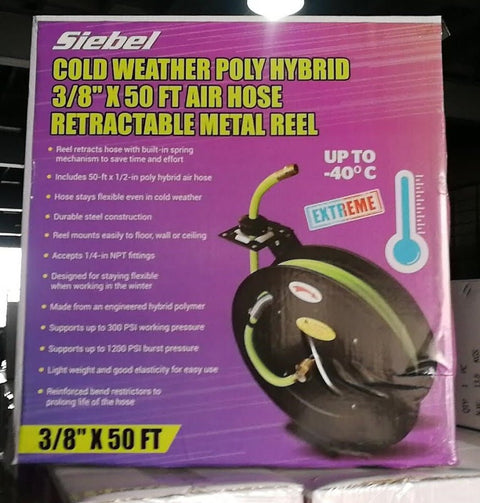 Siebel
COLD WEATHER POLY HYBRID
3/8" X 50 FT AIR HOSE
RETRACTABLE METAL REEL
• Reel retracts hose with built-in spring
mechanism to save time and effort
• Includes 50-ft x 1/2-in poly hybrid air hose
• Hose stays flexible even in cold weather
• Durable steel construction
• Reel mounts easily to floor, wall or ceiling
• Accepts 1/4-in NPT fittings
• Designed for staying flexible
when working in the winter
• Made from an engineered hybrid polymer
• Supports up to 300 PSI working pressure
• Supports up to 1200 PSI burst pressure
• Light weight and good elasticity for easy use
• Reinforced bend restrictors to
prolong life of the hose
UP TO
-40° C
EXTREME
3/8" X 50 FT